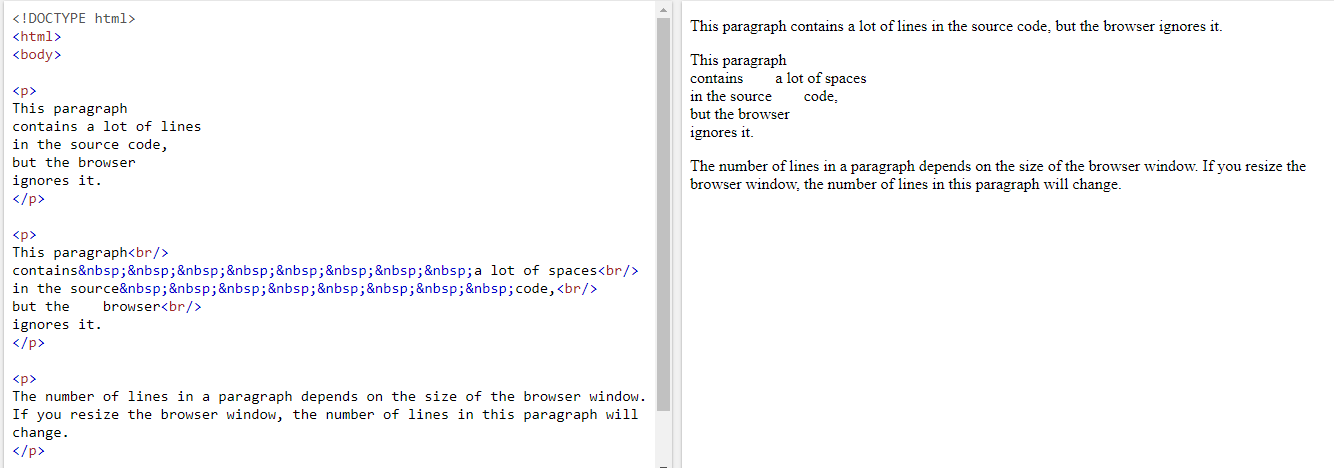 <!DOCTYPE html>
<html>
<body>
<p>
This paragraph
contains a lot of lines
in the source code,
but the browser
ignores it.
</p>
<p>
This paragraph<br/>
contains&nbsp;&nbsp;&nbsp;&nbsp;&nbsp;&nbsp;&nbsp;&nbsp;a lot of spaces<br/>
in the source&nbsp;&nbsp;&nbsp;&nbsp;&nbsp;&nbsp;&nbsp;&nbsp;code,<br/>
but the    browser<br/>
ignores it.
</p>
<p>
The number of lines in a paragraph depends on the size of the browser window.
If you resize the browser window, the number of lines in this paragraph will
change.
</p>
This paragraph contains a lot of lines in the source code, but the browser ignores it.
This paragraph
contains        a lot of spaces
in the source        code,
but the browser
ignores it.
The number of lines in a paragraph depends on the size of the browser window. If you resize the
browser window, the number of lines in this paragraph will change.